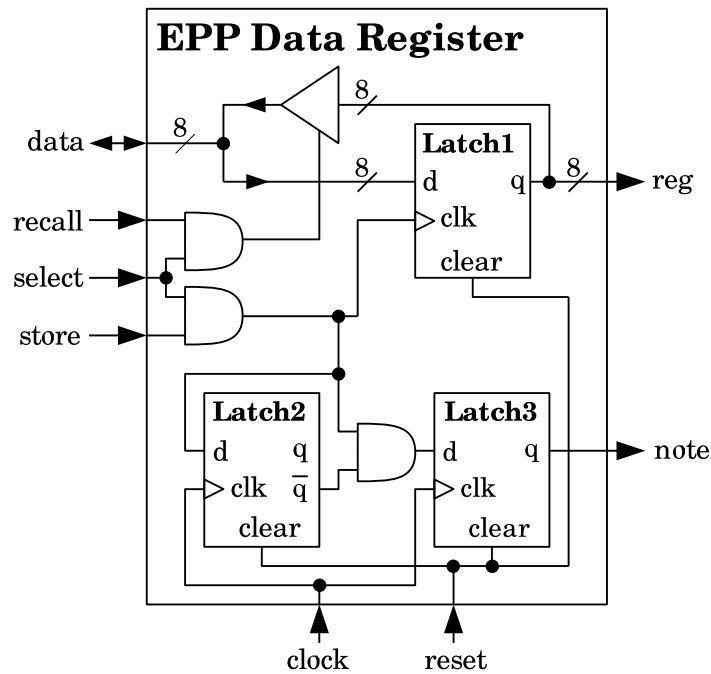 EPP Data Register
8
data
8
Latch1
8
d
q
8
reg
clk
clear
recall
select
store
Latch2
d
q
q̅
clk
clear
Latch3
d
q
note
clk
clear
clock
reset